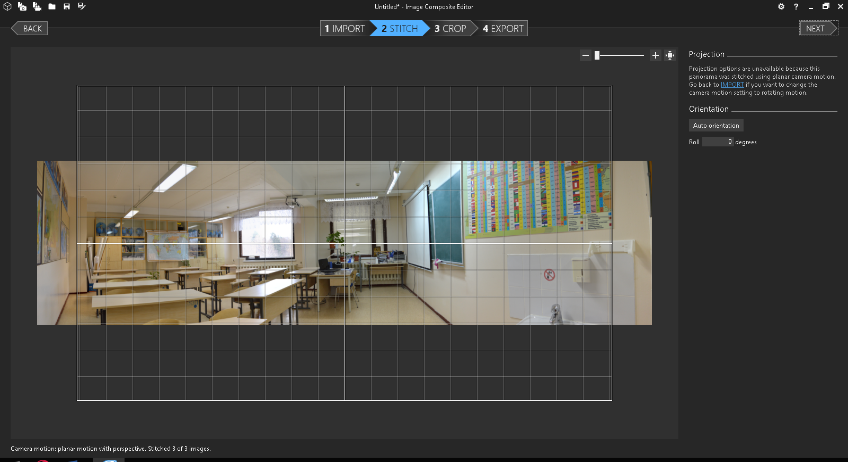 Untitled* - Image Composite Editor
?
BACK
1 IMPORT
2 STITCH
3 CROP
4 EXPORT
NEXT
Projection
Projection options are unavailable because this
panorama was stitched using planar camera motion.
Go back to IMPORT if you want to change the
camera motion setting to rotating motion.
Orientation
Auto orientation
Roll 0 degrees
Camera motion: planar motion with perspective. Stitched 3 of 3 images.